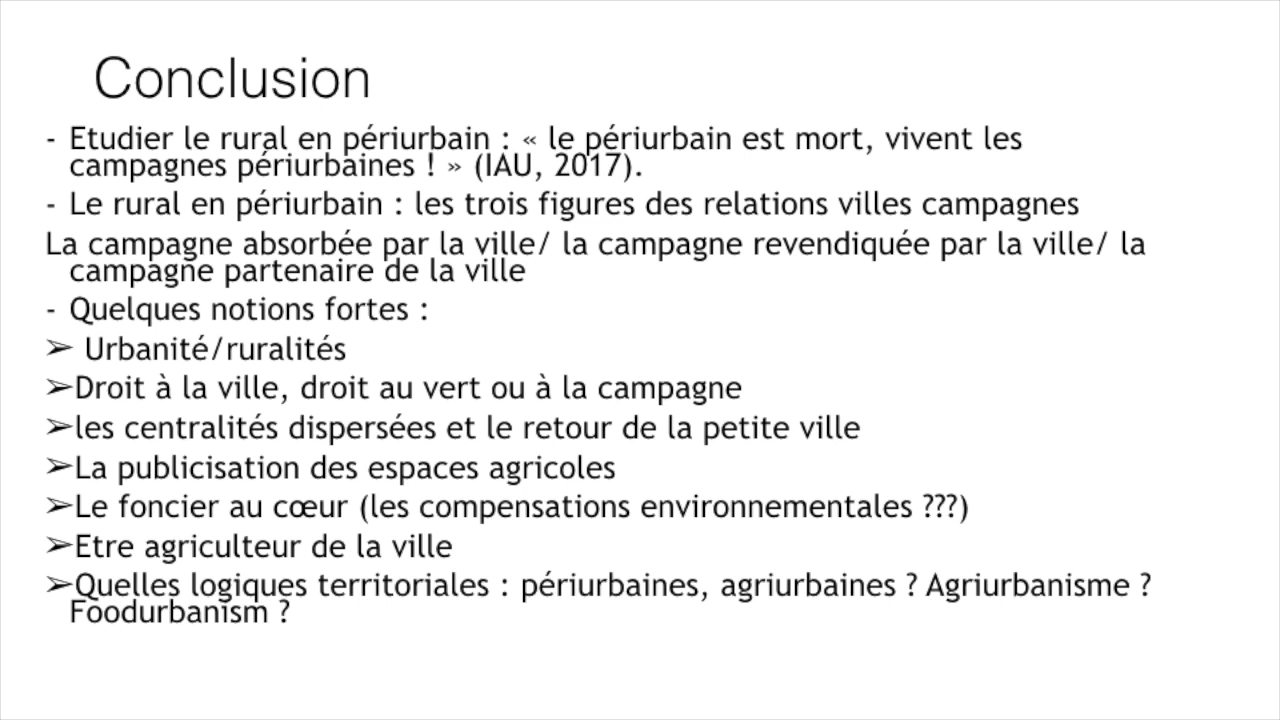 Conclusion
- Etudier le rural en périurbain : « le périurbain est mort, vivent les
campagnes périurbaines ! » (IAU, 2017).
- Le rural en périurbain : les trois figures des relations villes campagnes
La campagne absorbée par la ville/ la campagne revendiquée par la ville/ la
campagne partenaire de la ville
- Quelques notions fortes :
➢ Urbanité/ruralités
➢Droit à la ville, droit au vert ou à la campagne
➢les centralités dispersées et le retour de la petite ville
➢La publicisation des espaces agricoles
➢Le foncier au cœur (les compensations environnementales ???)
➢Etre agriculteur de la ville
➢Quelles logiques territoriales : périurbaines, agriurbaines ? Agriurbanisme ?
Foodurbanism ?